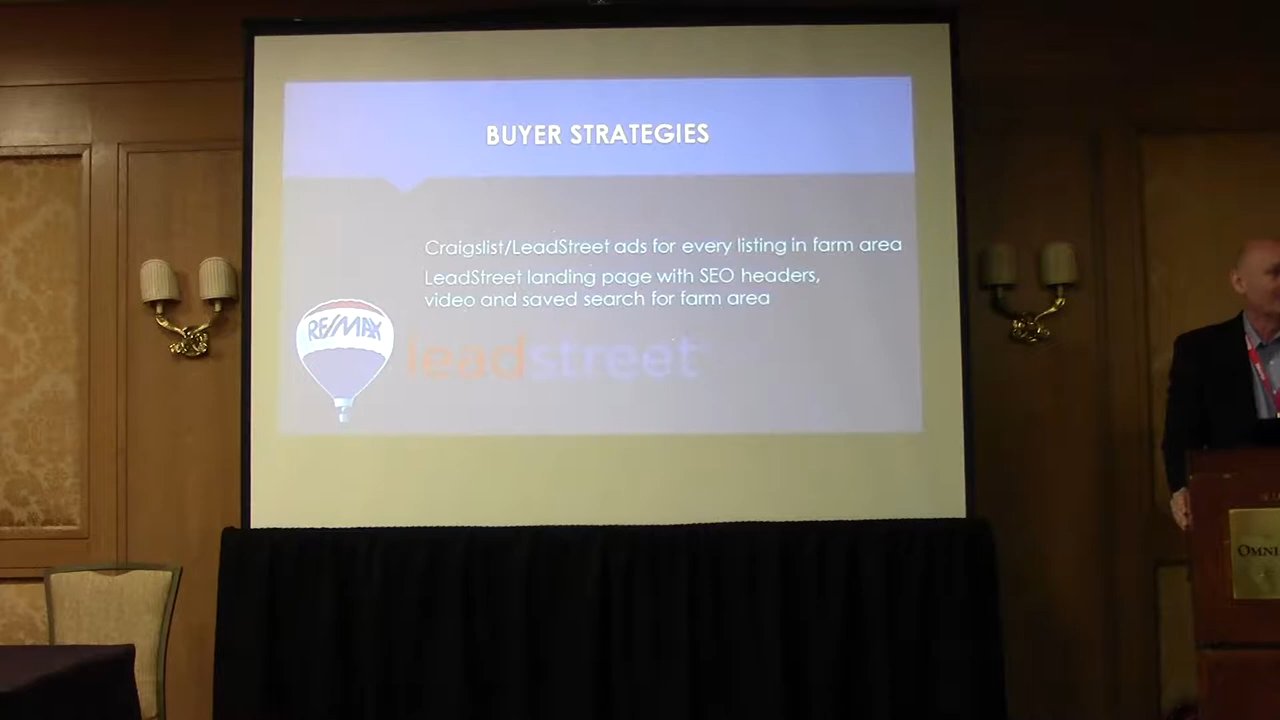 BUYER STRATEGIES
Craigslist/LeadStreet ads for every listing in farm area
LeadStreet landing page with SEO headers,
video and saved search for farm area
RE/MAX
leadstreet
OMNI